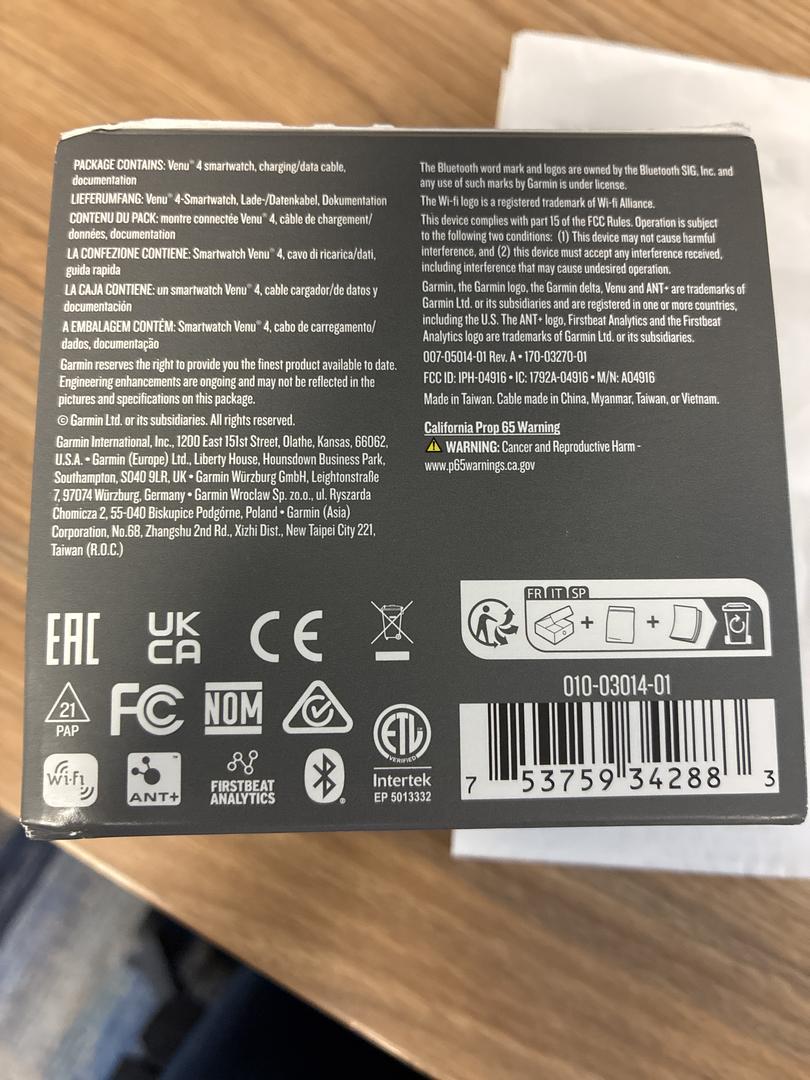 PACKAGE CONTAINS: Venu® 4 smartwatch, charging/data cable,
documentation
LIEFERUMFANG: Venu® 4-Smartwatch, Lade-/Datenkabel, Dokumentation
CONTENU DU PACK: montre connectée Venu® 4, câble de chargement/
données, documentation
LA CONFEZIONE CONTIENE: Smartwatch Venu® 4, cavo di ricarica/dati,
guida rapida
LA CAJA CONTIENE: un smartwatch Venu® 4, cable cargador/de datos y
documentación
A EMBALAGEM CONTÉM: Smartwatch Venu® 4, cabo de carregamento/
dados, documentação
Garmin reserves the right to provide you the finest product available to date.
Engineering enhancements are ongoing and may not be reflected in the
pictures and specifications on this package.
© Garmin Ltd. or its subsidiaries. All rights reserved.
Garmin International, Inc., 1200 East 151st Street, Olathe, Kansas, 66062,
U.S.A. • Garmin (Europe) Ltd., Liberty House, Hounsdown Business Park,
Southampton, SO40 9LR, UK • Garmin Würzburg GmbH, Leightonstraße
7, 97074 Würzburg, Germany • Garmin Wroclaw Sp. zo.o., ul. Ryszarda
Chomicza 2, 55-040 Biskupice Podgórne, Poland • Garmin (Asia)
Corporation, No.68, Zhangshu 2nd Rd., Xizhi Dist., New Taipei City 221,
Taiwan (R.O.C.)
The Bluetooth word mark and logos are owned by the Bluetooth SIG, Inc. and
any use of such marks by Garmin is under license.
The Wi-fi logo is a registered trademark of Wi-fi Alliance.
This device complies with part 15 of the FCC Rules. Operation is subject
to the following two conditions: (1) This device may not cause harmful
interference, and (2) this device must accept any interference received,
including interference that may cause undesired operation.
Garmin, the Garmin logo, the Garmin delta, Venu and ANT+ are trademarks of
Garmin Ltd. or its subsidiaries and are registered in one or more countries,
including the U.S. The ANT+ logo, Firstbeat Analytics and the Firstbeat
Analytics logo are trademarks of Garmin Ltd. or its subsidiaries.
007-05014-01 Rev. A • 170-03270-01
FCC ID: IPH-04916 • IC: 1792A-04916 • M/N: A04916
Made in Taiwan. Cable made in China, Myanmar, Taiwan, or Vietnam.
California Prop 65 Warning
WARNING: Cancer and Reproductive Harm -
www.p65warnings.ca.gov
EAC
UK
CA
CE
FR IT SP
21
PAP
FC
NOM
ETL
VERIFIED
Intertek
EP 5013332
Wi-Fi
ANT+™
FIRSTBEAT
ANALYTICS
®
010-03014-01
7 53759 34288 3